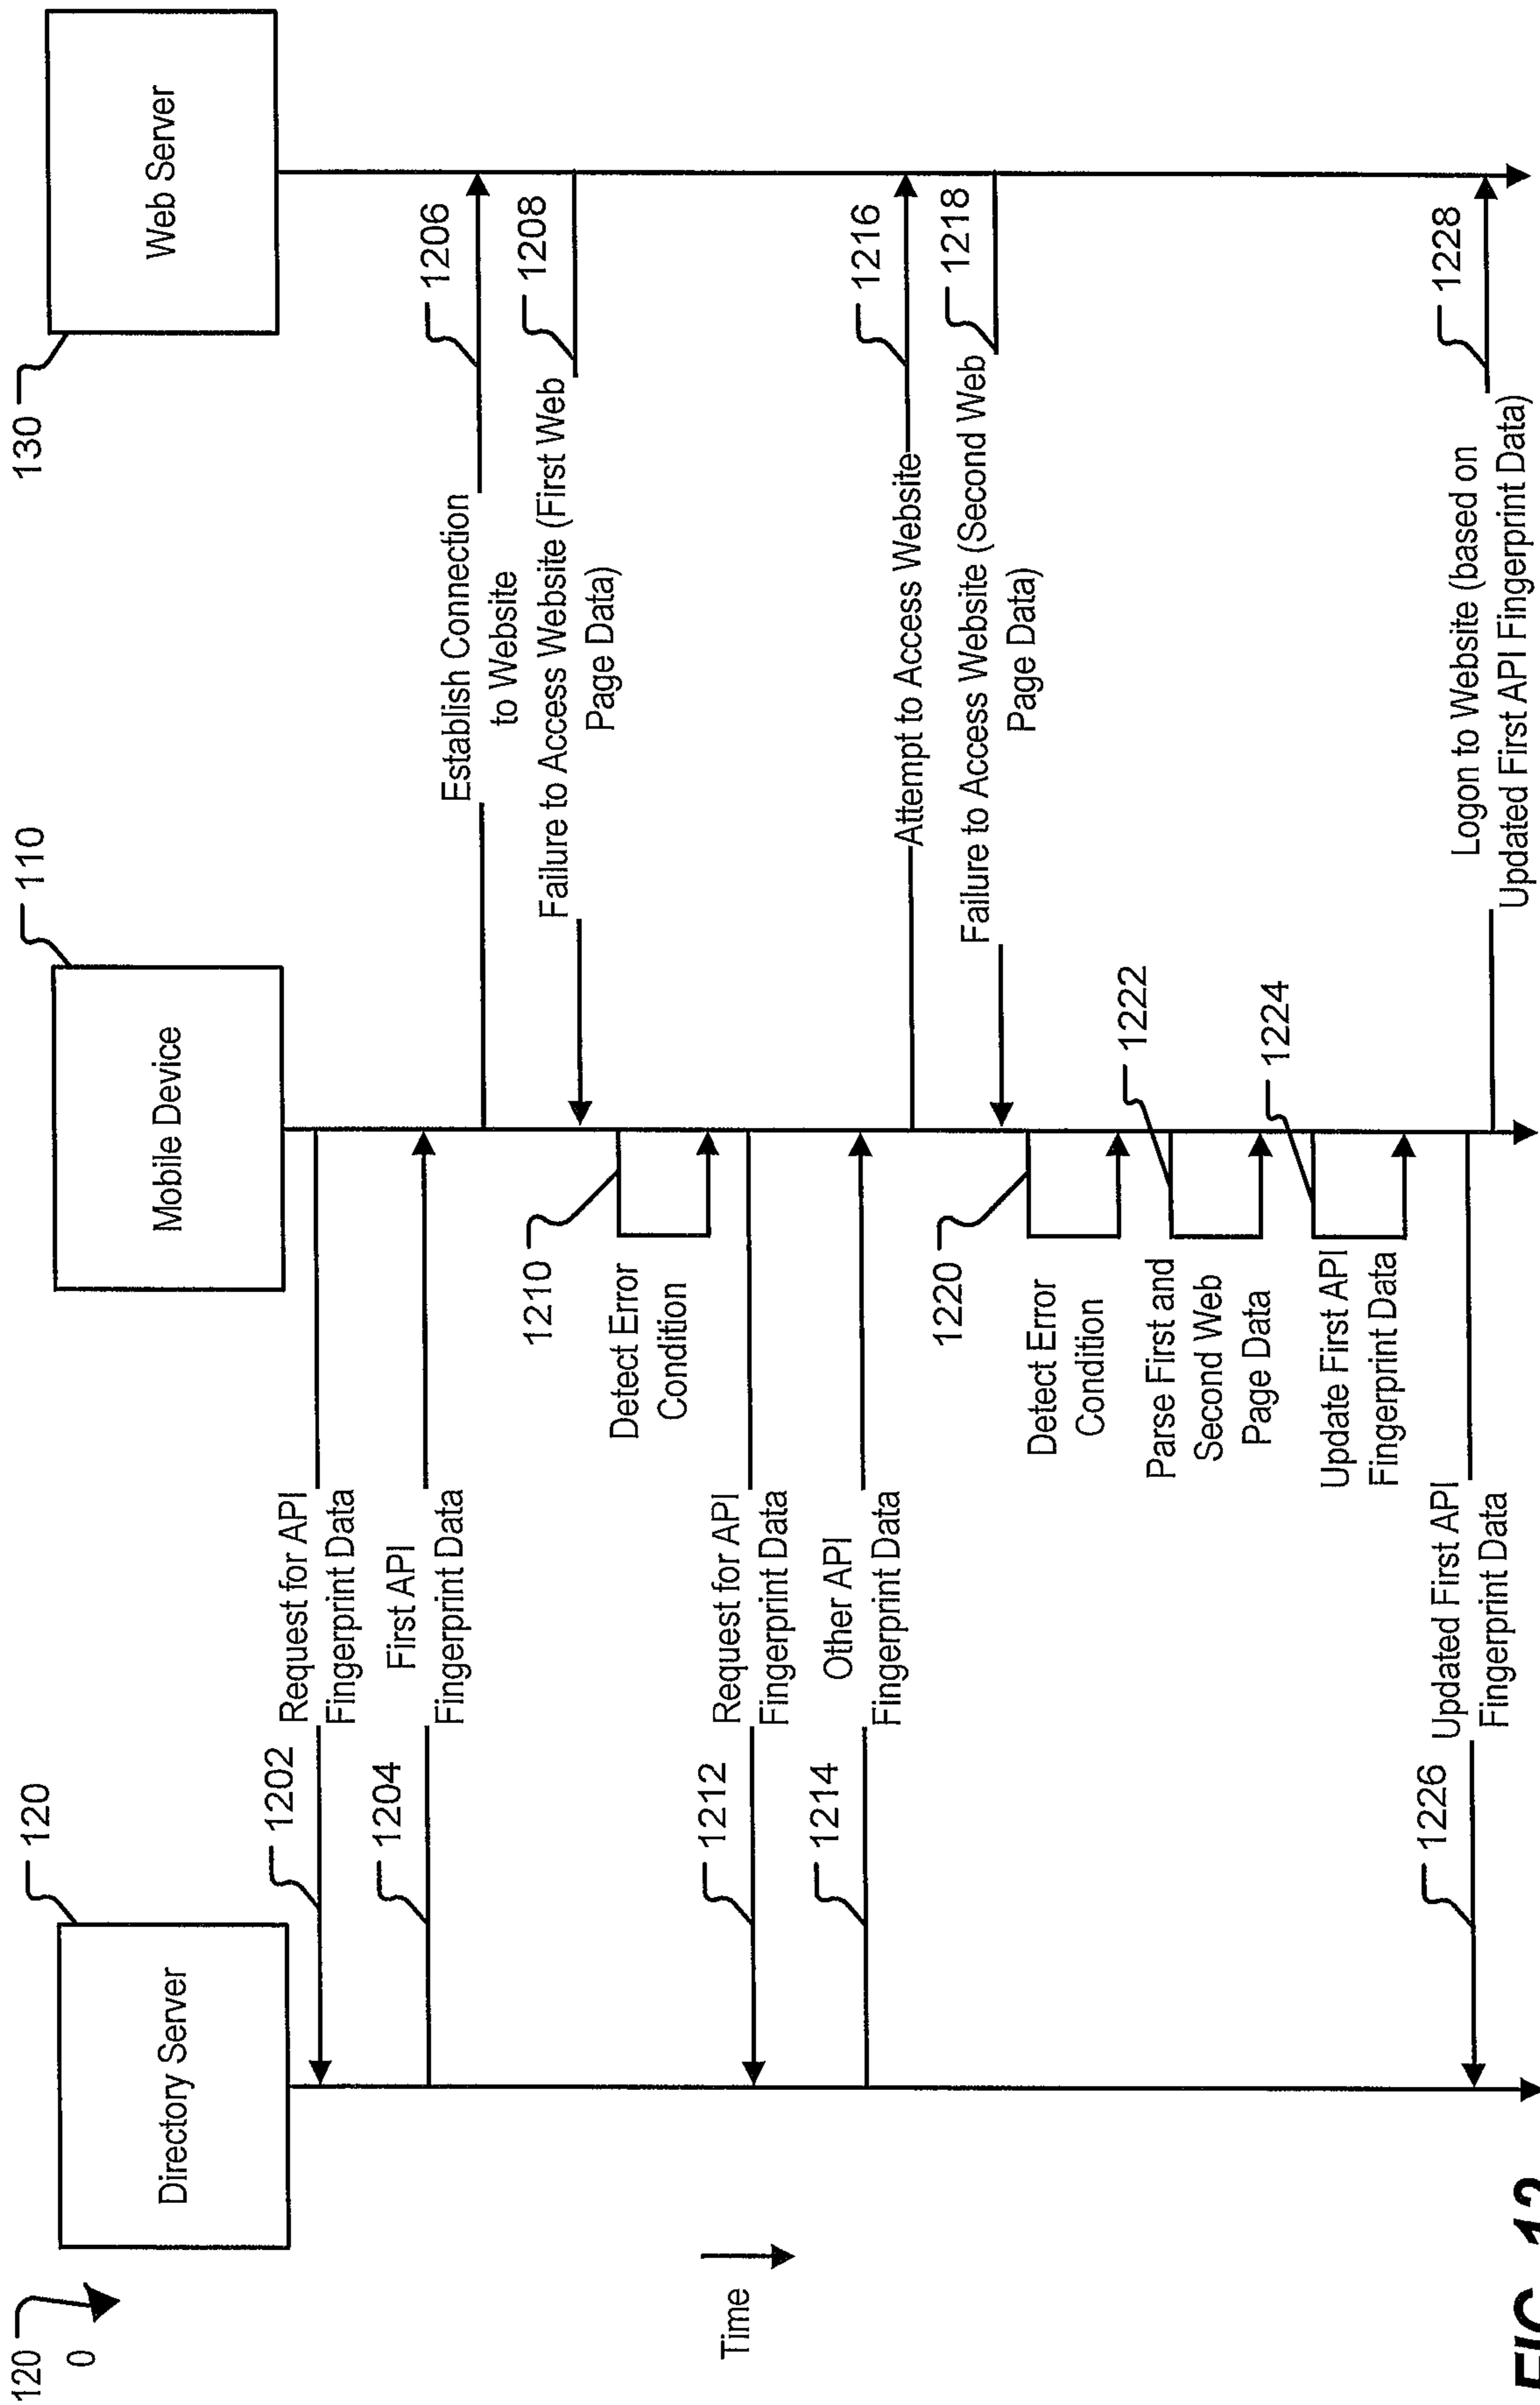 120
0
Directory Server
120
Mobile Device
110
Web Server
130
Time
1202
Request for API
Fingerprint Data
1204
First API
Fingerprint Data
Establish Connection
to Website
1206
Failure to Access Website (First Web
Page Data)
1208
1210
Detect Error
Condition
1212
Request for API
Fingerprint Data
1214
Other API
Fingerprint Data
Attempt to Access Website
1216
Failure to Access Website (Second Web
Page Data)
1218
1220
Detect Error
Condition
1222
Parse First and
Second Web
Page Data
1224
Update First API
Fingerprint Data
1226
Updated First API
Fingerprint Data
Logon to Website (based on
Updated First API Fingerprint Data)
1228
FIG. 12